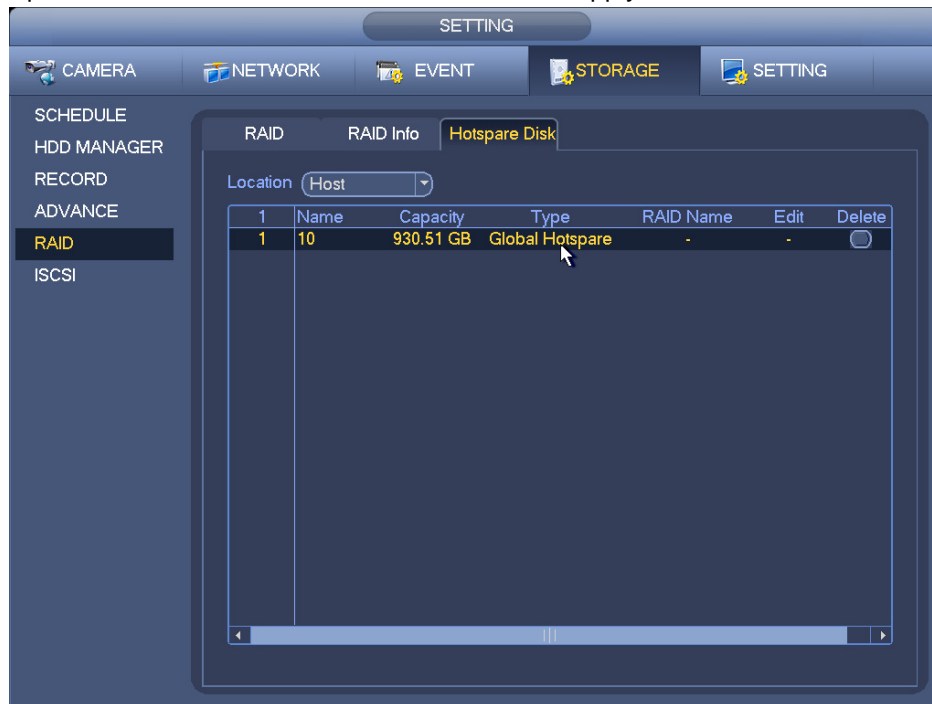 SETTING
CAMERA NETWORK EVENT STORAGE SETTING
SCHEDULE
HDD MANAGER
RECORD
ADVANCE
RAID
ISCSI
RAID RAID Info Hotspare Disk
Location Host
1 Name Capacity Type RAID Name Edit Delete
1 10 930.51 GB Global Hotspare - -